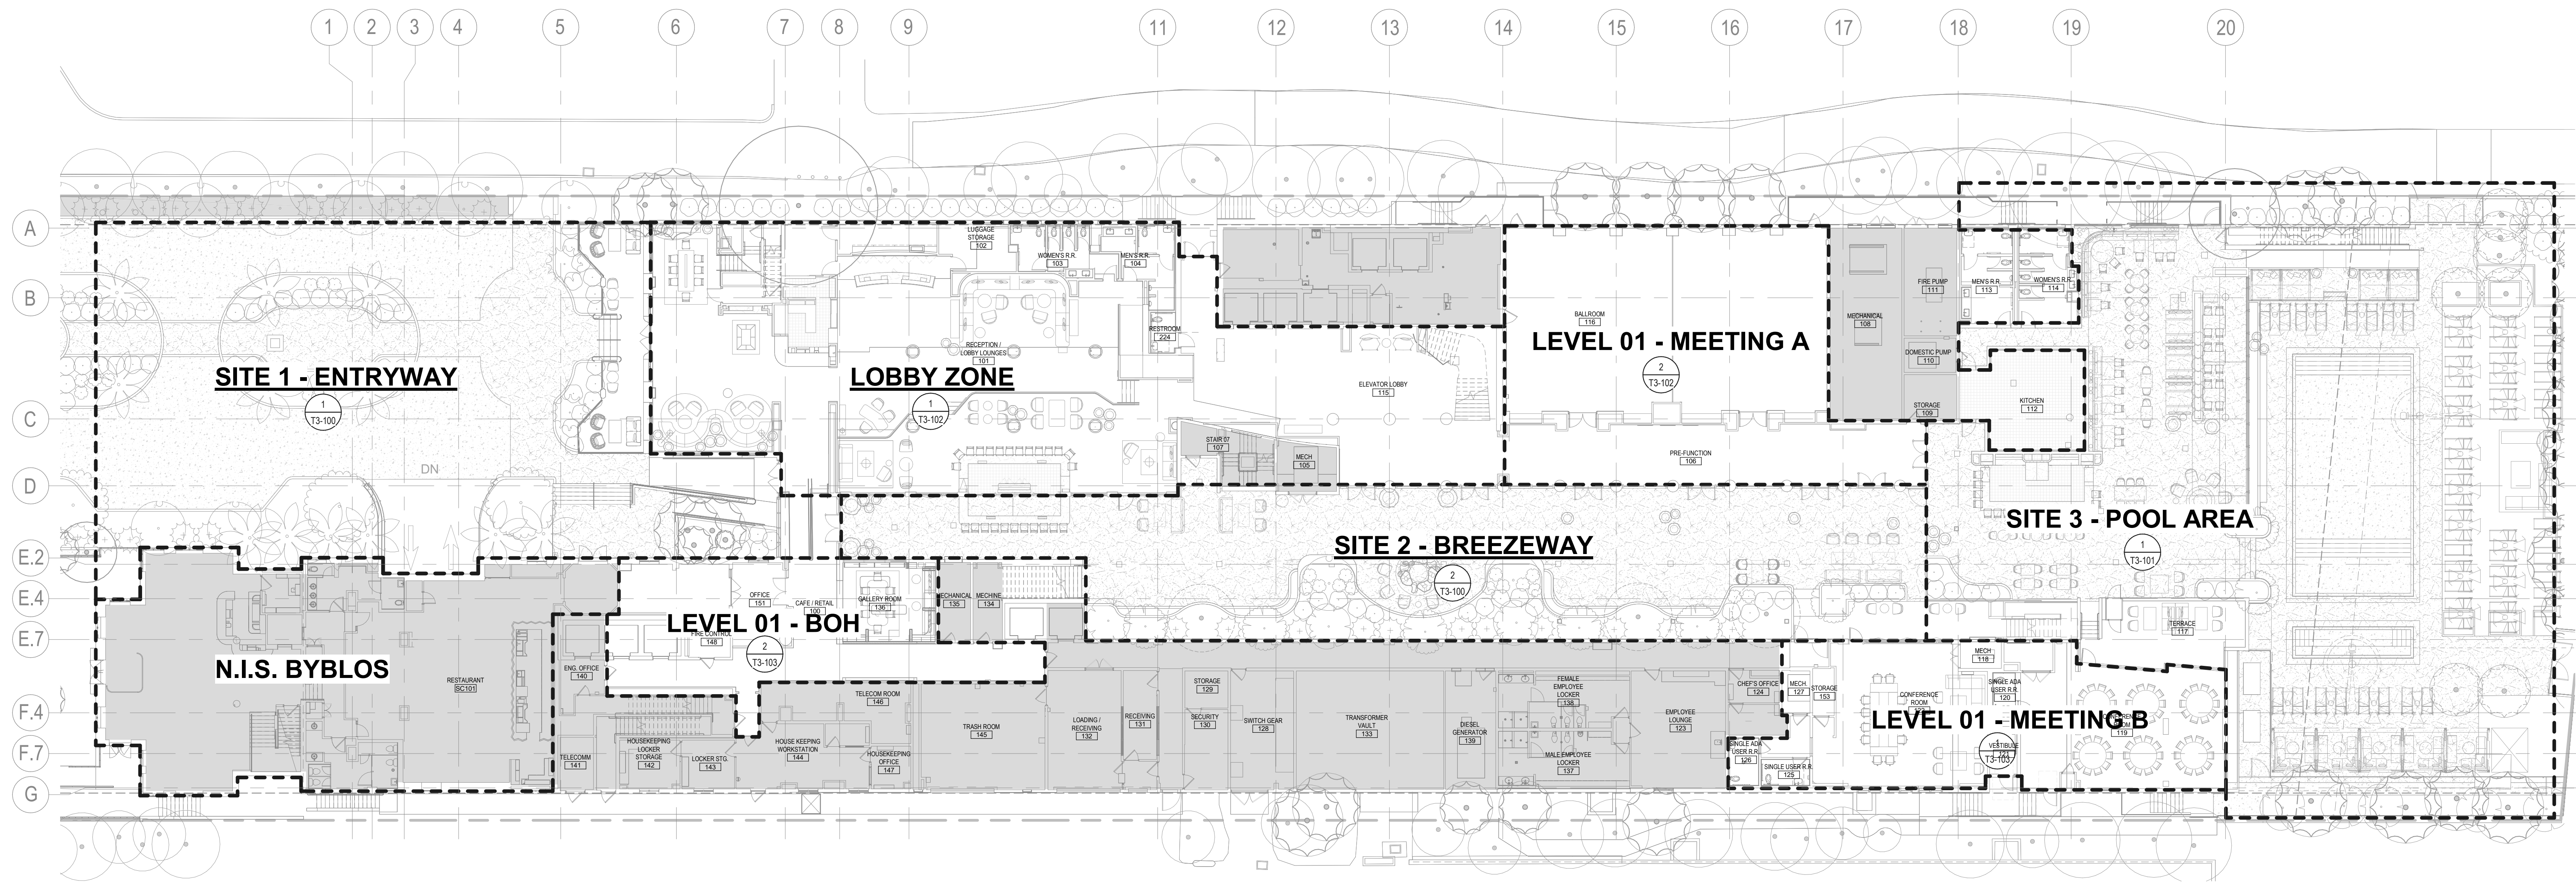 1 2 3 4 5 6 7 8 9 11 12 13 14 15 16 17 18 19 20
A
B
C
D
E.2
E.4
E.7
F.4
F.7
G
SITE 1 - ENTRYWAY
1
T3-100
DN
LUGGAGE
STORAGE
102
WOMEN'S R.R.
103
MEN'S R.R.
104
RESTROOM
224
RECEPTION /
LOBBY LOUNGES
101
LOBBY ZONE
1
T3-102
ELEVATOR LOBBY
115
STAIR 07
107
MECH
105
BALLROOM
116
LEVEL 01 - MEETING A
2
T3-102
PRE-FUNCTION
106
MECHANICAL
108
FIRE PUMP
111
DOMESTIC PUMP
110
STORAGE
109
MEN'S R.R.
113
WOMEN'S R.R.
114
KITCHEN
112
SITE 3 - POOL AREA
1
T3-101
TERRACE
117
SITE 2 - BREEZEWAY
2
T3-100
N.I.S. BYBLOS
RESTAURANT
SC101
OFFICE
151
CAFE / RETAIL
100
GALLERY ROOM
136
MECHANICAL
135
MECHINE
134
LEVEL 01 - BOH
FIRE CONTROL
148
2
T3-103
ENG. OFFICE
140
TELECOMM
141
HOUSEKEEPING
LOCKER
STORAGE
142
LOCKER STG.
143
HOUSE KEEPING
WORKSTATION
144
TELECOM ROOM
146
HOUSEKEEPING
OFFICE
147
TRASH ROOM
145
LOADING /
RECEIVING
132
RECEIVING
131
STORAGE
129
SECURITY
130
SWITCH GEAR
128
TRANSFORMER
VAULT
133
DIESEL
GENERATOR
139
FEMALE
EMPLOYEE
LOCKER
138
MALE EMPLOYEE
LOCKER
137
EMPLOYEE
LOUNGE
123
CHEF'S OFFICE
124
MECH
127
STORAGE
153
SINGLE ADA
USER R.R.
126
SINGLE USER R.R.
125
CONFERENCE
ROOM
MECH
118
SINGLE ADA
USER R.R.
120
LEVEL 01 - MEETING B
119
VESTIBULE
121
1
T3-103